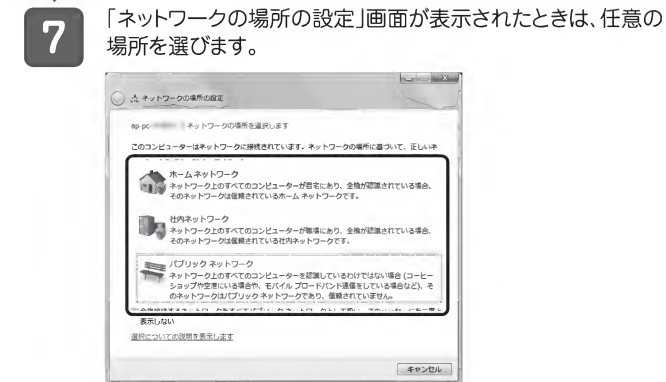 7
「ネットワークの場所の設定」画面が表示されたときは、任意の
場所を選びます。
ネットワークの場所の設定
ap-pc- ネットワークの場所を選択します
このコンピューターはネットワークに接続されています。ネットワークの場所に基づいて、正しいネ
ホーム ネットワーク
ネットワーク上のすべてのコンピューターが自宅にあり、全機が認識されている場合、
そのネットワークは信頼されているホーム ネットワークです。
社内ネットワーク
ネットワーク上のすべてのコンピューターが職場にあり、全機が認識されている場合、
そのネットワークは信頼されている社内ネットワークです。
パブリック ネットワーク
ネットワーク上のすべてのコンピューターを認識しているわけではない場合 (コーヒー
ショップや空港にいる場合や、モバイル ブロードバンド通信をしている場合など)、そ
のネットワークはパブリック ネットワークであり、信頼されていません。
表示しない
選択についての説明を表示します
キャンセル